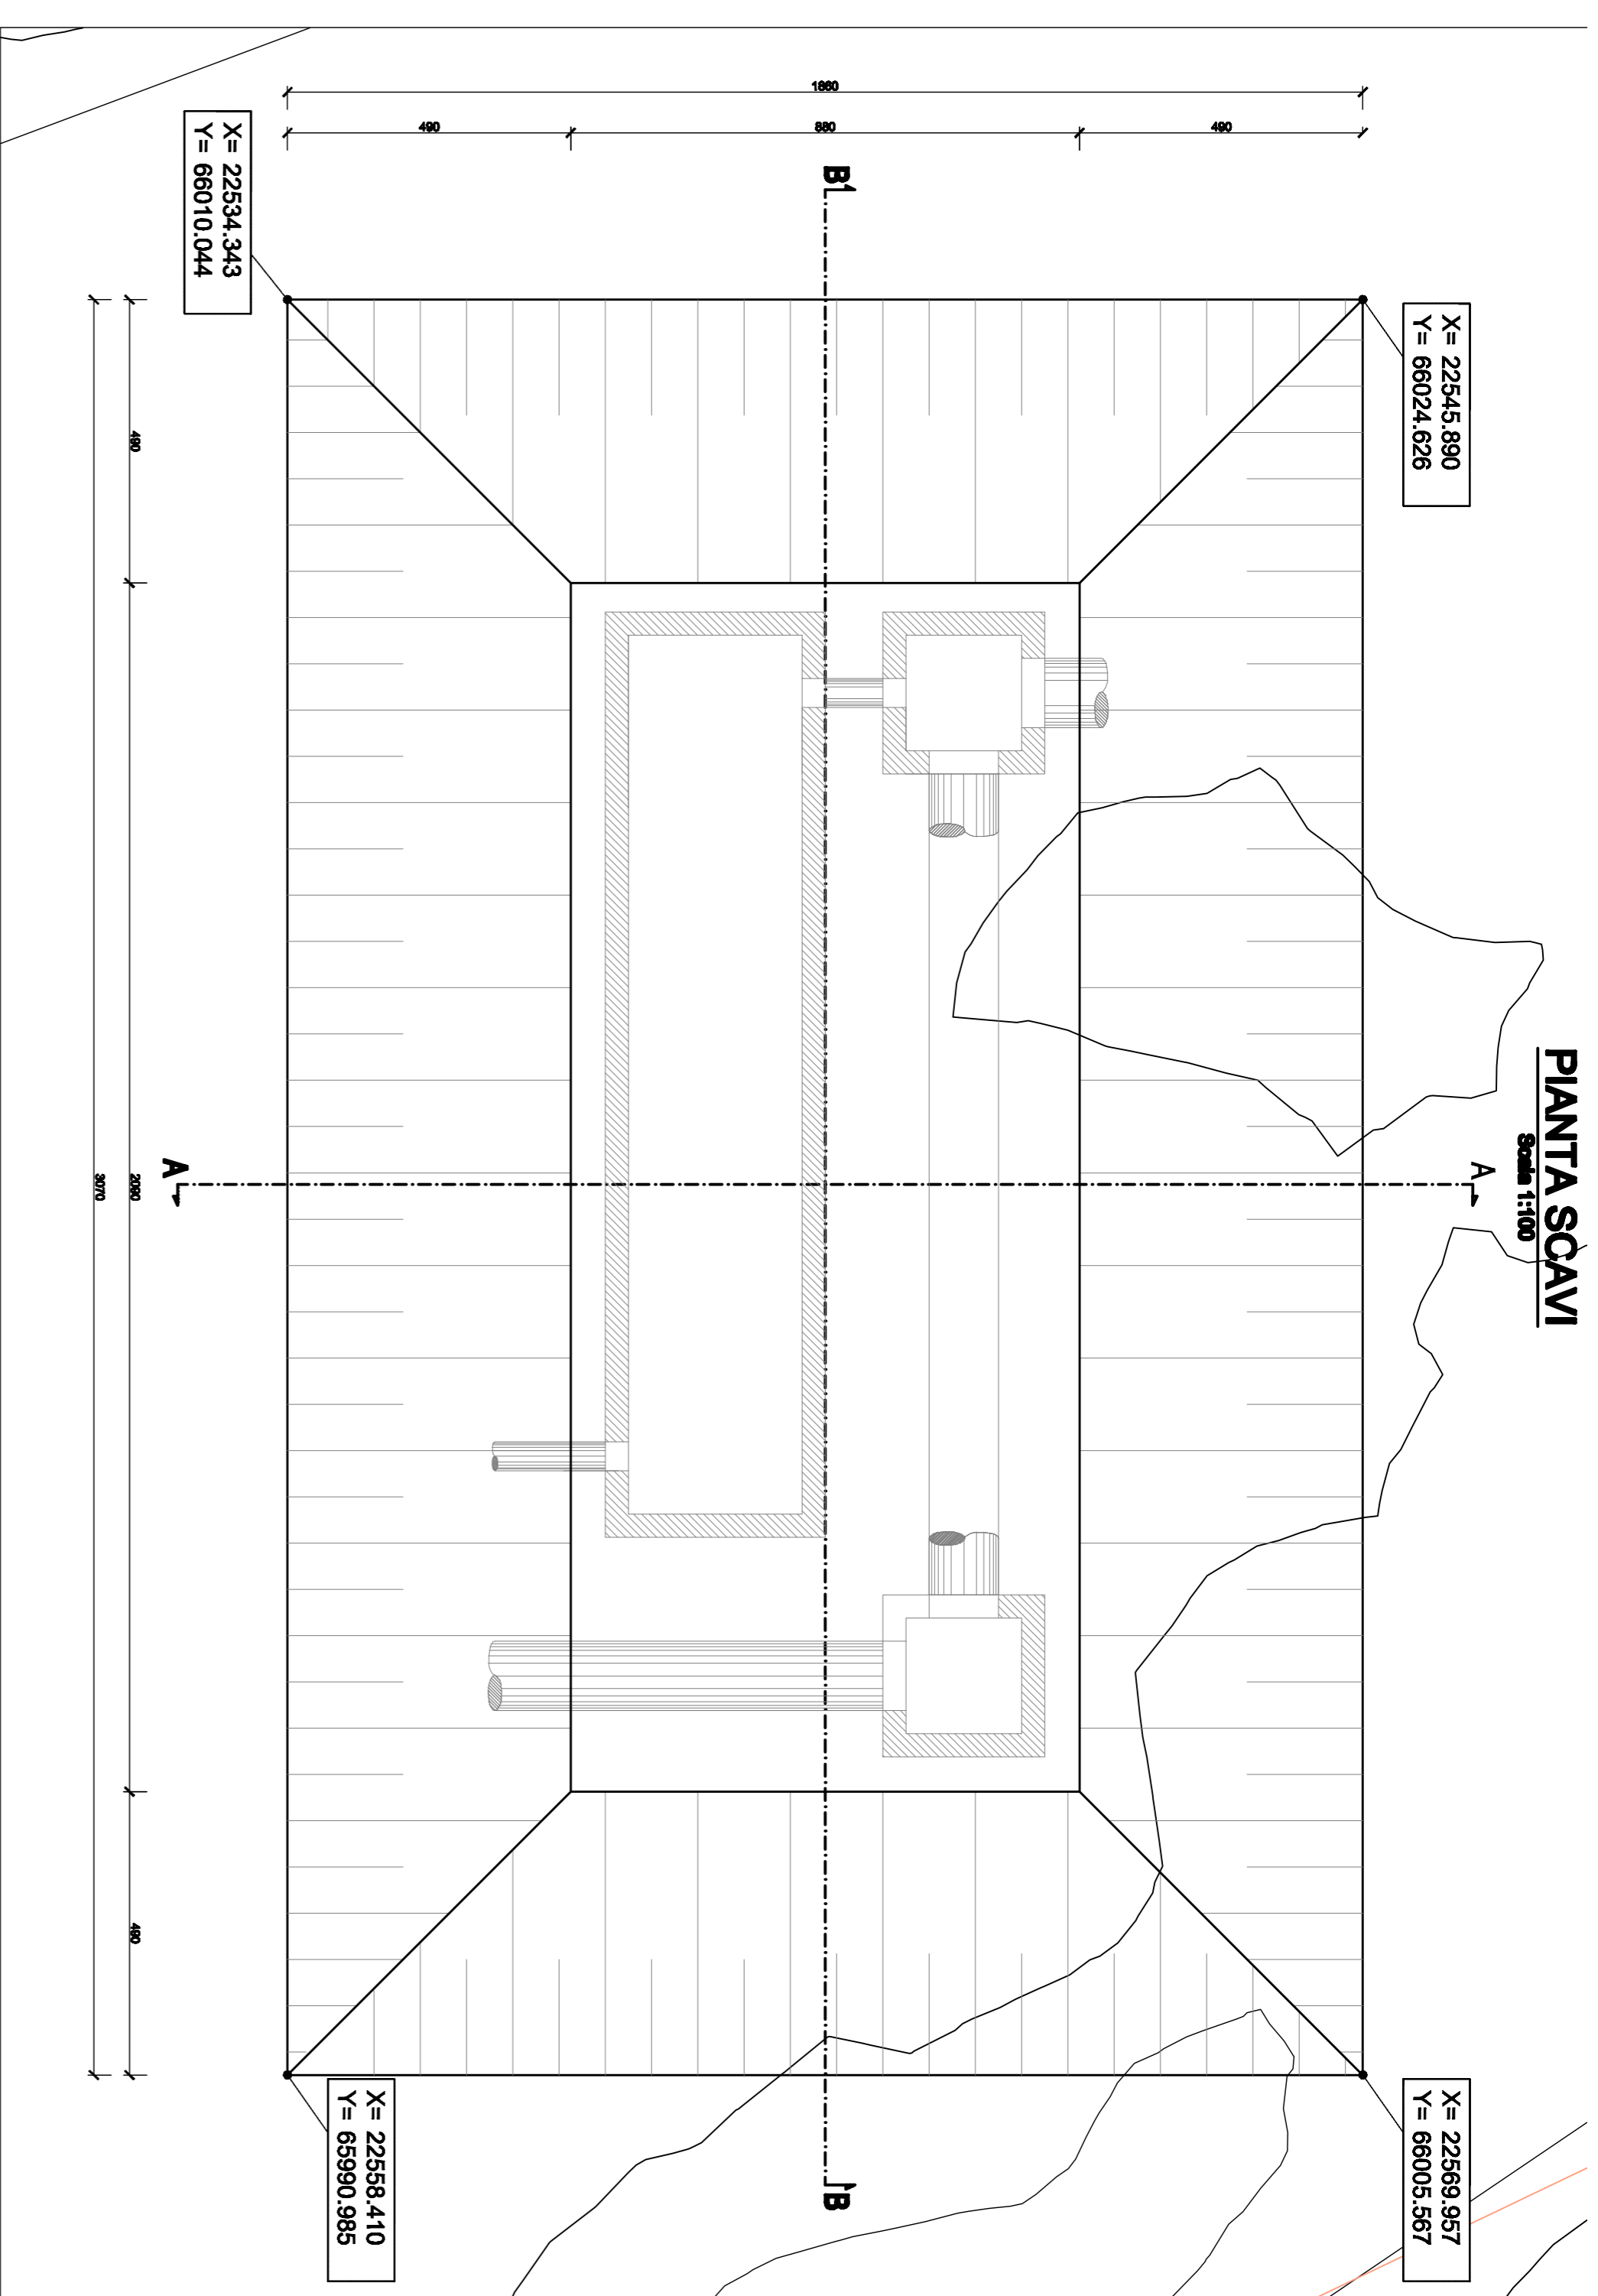 PIANTA SCAVI
Scala 1:100
X= 22545.890
Y= 66024.626
X= 22569.957
Y= 66005.567
X= 22534.343
Y= 66010.044
X= 22558.410
Y= 65990.985
A
A
B
B
1860
490
880
490
490
2090
490
3070